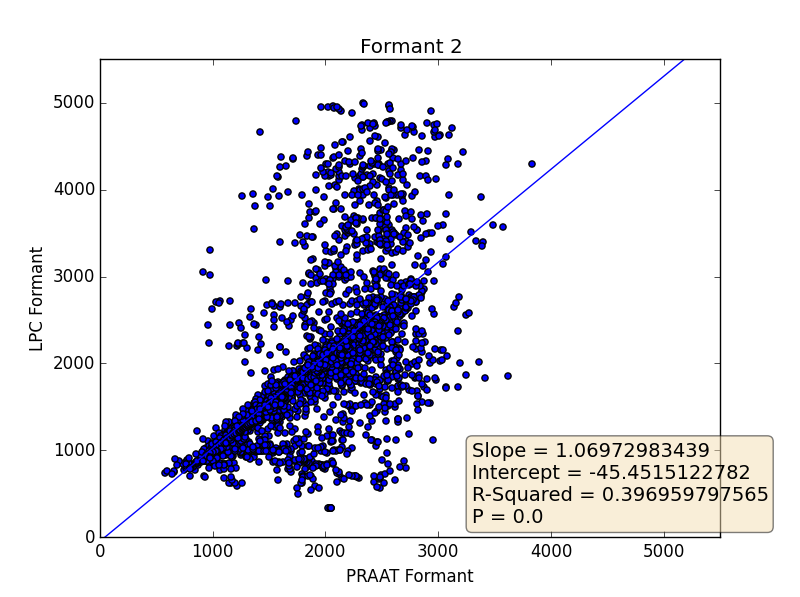 Formant 2
5000
4000
3000
2000
1000
0
LPC Formant
0 1000 2000 3000 4000 5000
PRAAT Formant
Slope = 1.06972983439
Intercept = -45.4515122782
R-Squared = 0.396959797565
P = 0.0